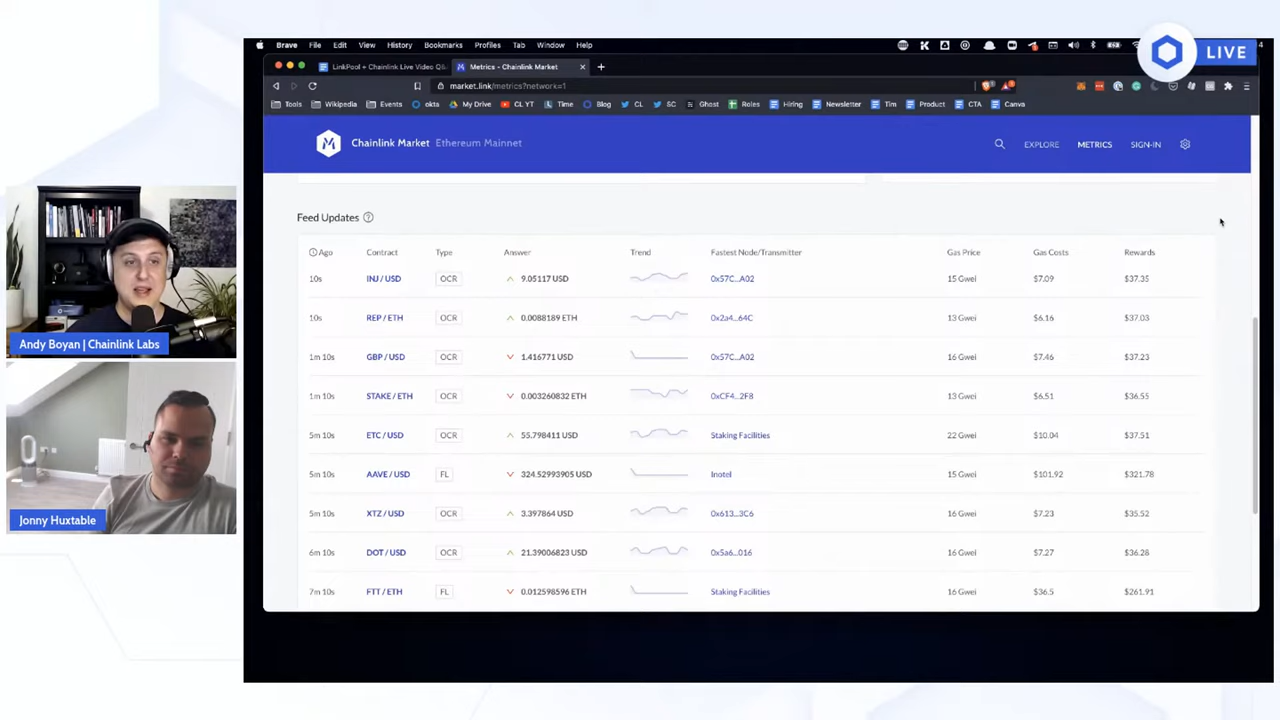 LIVE
Brave File Edit View History Bookmarks Profiles Tab Window Help
LinkPool + Chainlink Live Video Q&
Metrics - Chainlink Market
market.link/metrics?network=1
Tools Wikipedia Events okta My Drive CL YT Time Blog CL SC Ghost Roles Hiring Newsletter Tim Product CTA Canva
Chainlink Market Ethereum Mainnet
EXPLORE METRICS SIGN-IN
Feed Updates
Ago Contract Type Answer Trend Fastest Node/Transmitter Gas Price Gas Costs Rewards
10s INJ / USD OCR 9.05117 USD 0x57C...A02 15 Gwei $7.09 $37.35
10s REP / ETH OCR 0.0088189 ETH 0x2a4...64C 13 Gwei $6.16 $37.03
1m 10s GBP / USD OCR 1.416771 USD 0x57C...A02 16 Gwei $7.46 $37.23
1m 10s STAKE / ETH OCR 0.003260832 ETH 0xCF4...2F8 13 Gwei $6.51 $36.55
5m 10s ETC / USD OCR 55.798411 USD Staking Facilities 22 Gwei $10.04 $37.51
5m 10s AAVE / USD FL 324.52993905 USD Inotel 15 Gwei $101.92 $321.78
5m 10s XTZ / USD OCR 3.397864 USD 0x613...3C6 16 Gwei $7.23 $35.52
6m 10s DOT / USD OCR 21.39006823 USD 0x5a6...016 16 Gwei $7.27 $36.28
7m 10s FTT / ETH FL 0.012598596 ETH Staking Facilities 16 Gwei $36.5 $261.91
Andy Boyan | Chainlink Labs
Jonny Huxtable